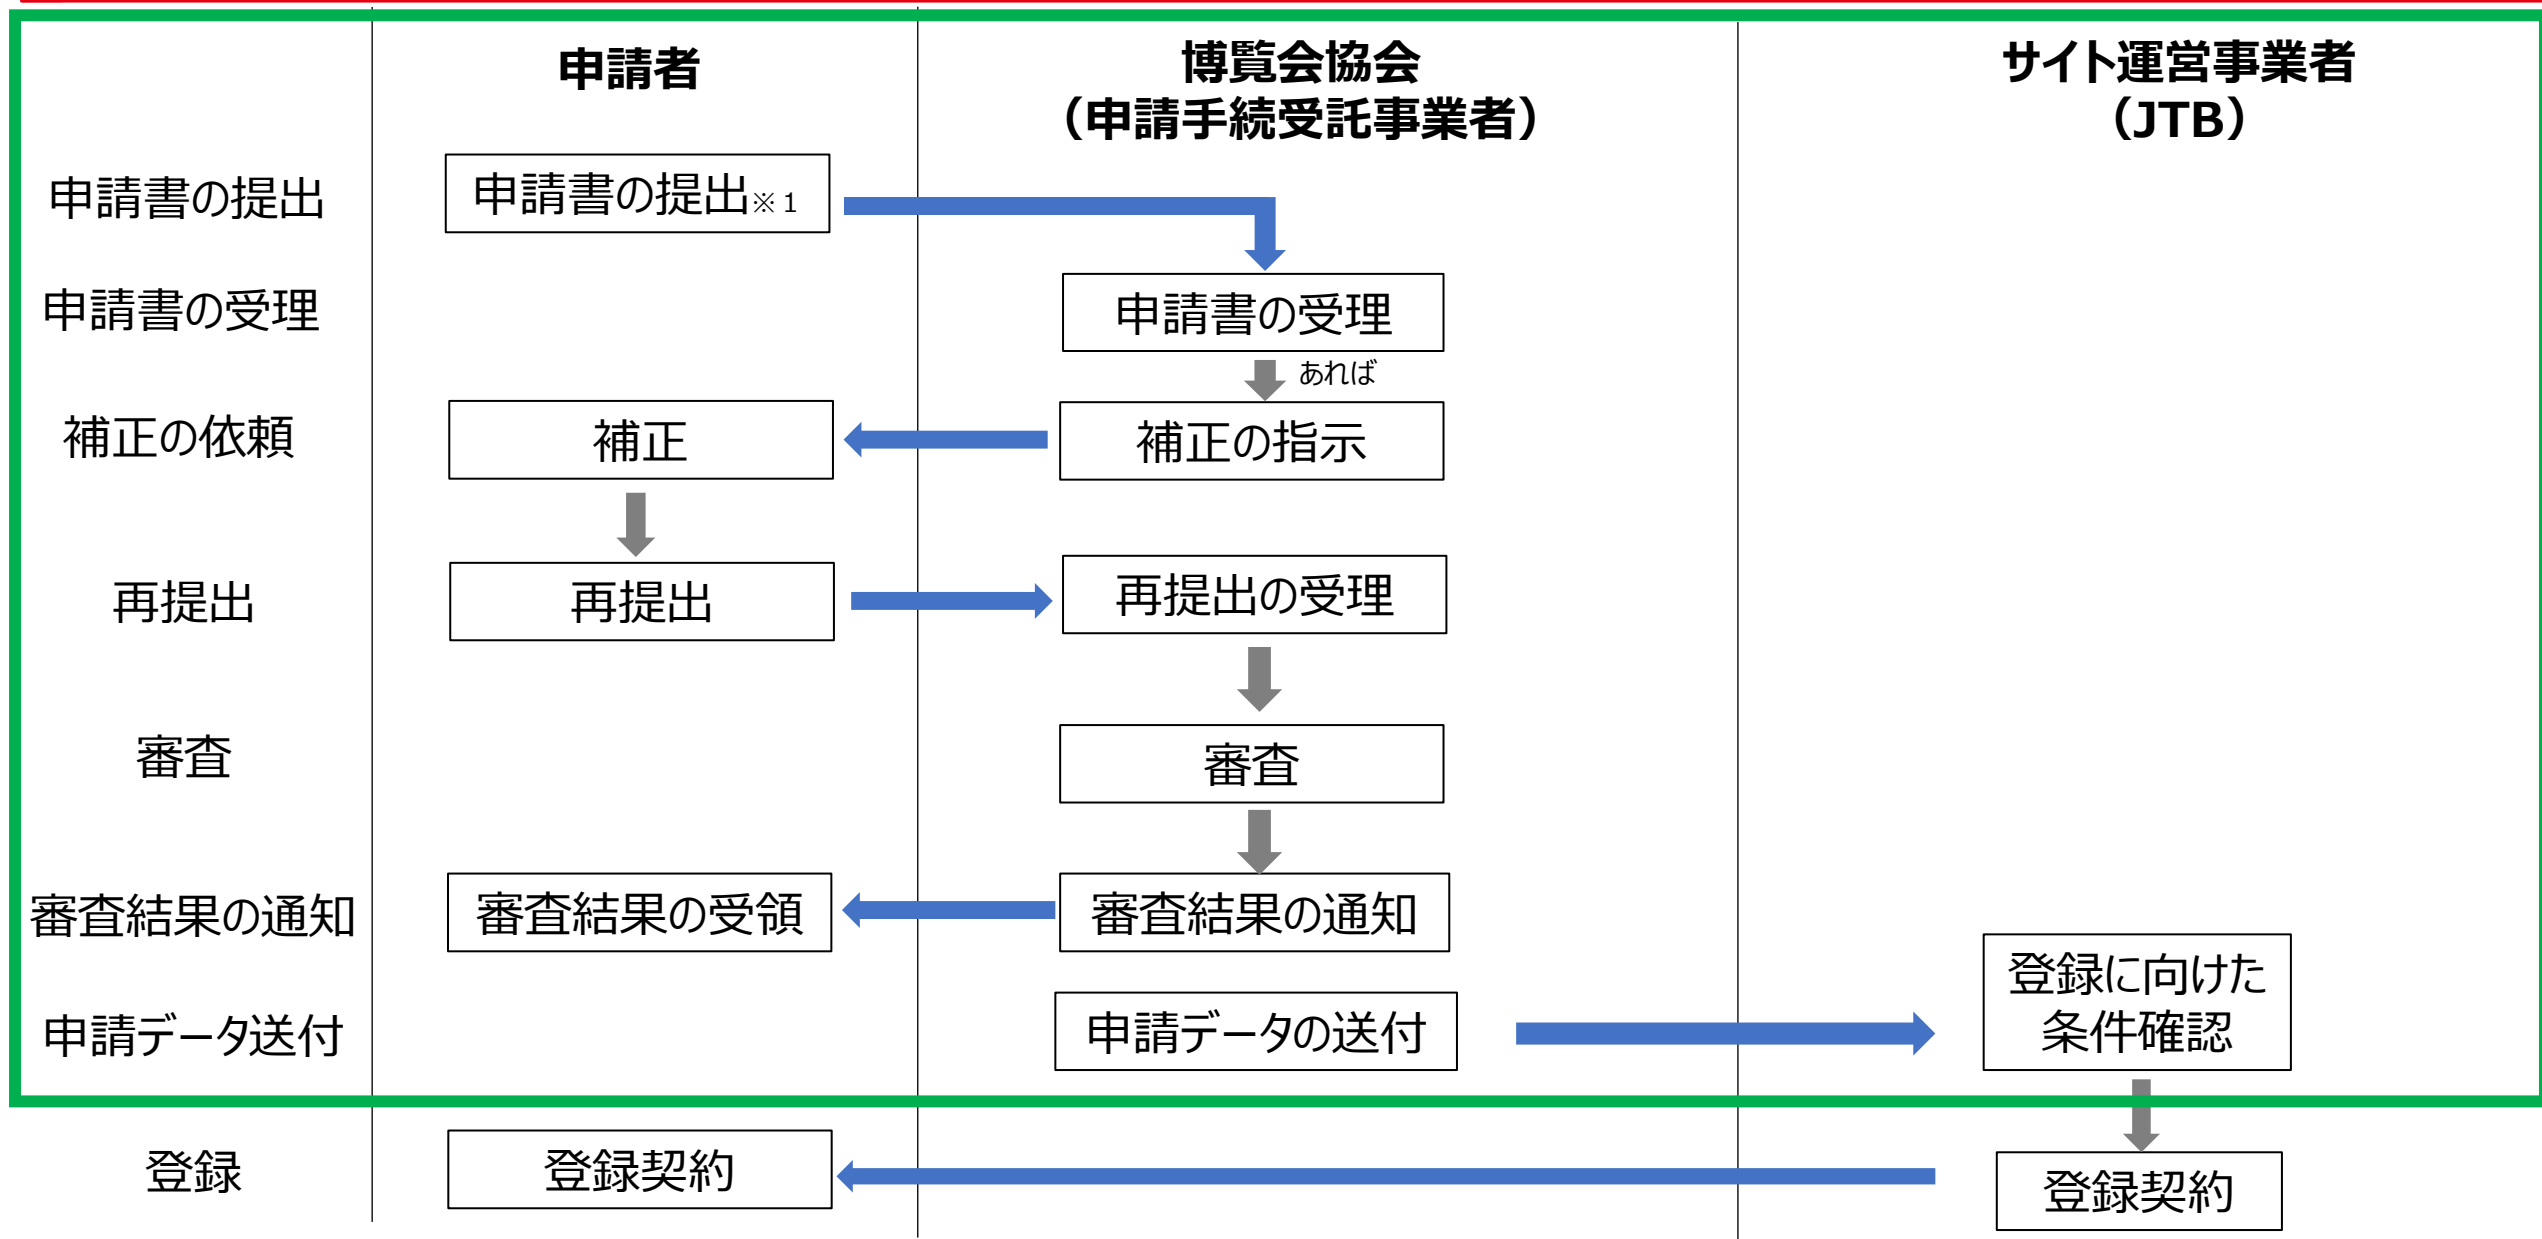 申請者
博覧会協会
（申請手続受託事業者）
サイト運営事業者
（JTB）
申請書の提出
申請書の提出※1
申請書の受理
申請書の受理
あれば
補正の依頼
補正
補正の指示
再提出
再提出
再提出の受理
審査
審査
審査結果の通知
審査結果の受領
審査結果の通知
申請データ送付
申請データの送付
登録に向けた
条件確認
登録
登録契約
登録契約